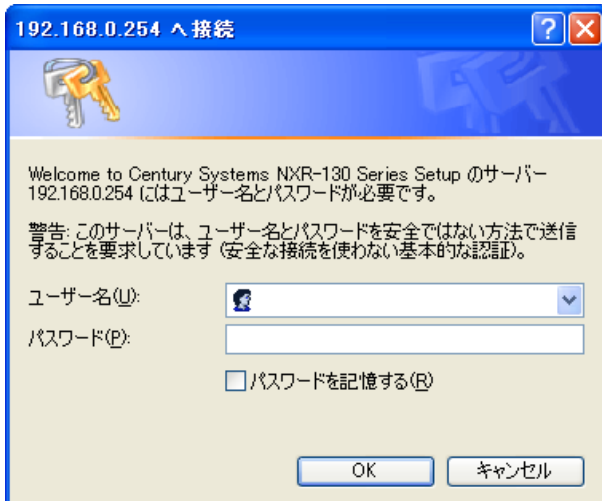 192.168.0.254 へ接続
Welcome to Century Systems NXR-130 Series Setup のサーバー
192.168.0.254 にはユーザー名とパスワードが必要です。
警告: このサーバーは、ユーザー名とパスワードを安全ではない方法で送信
することを要求しています (安全な接続を使わない基本的な認証)。
ユーザー名(U):
パスワード(P):
パスワードを記憶する(R)
OK キャンセル